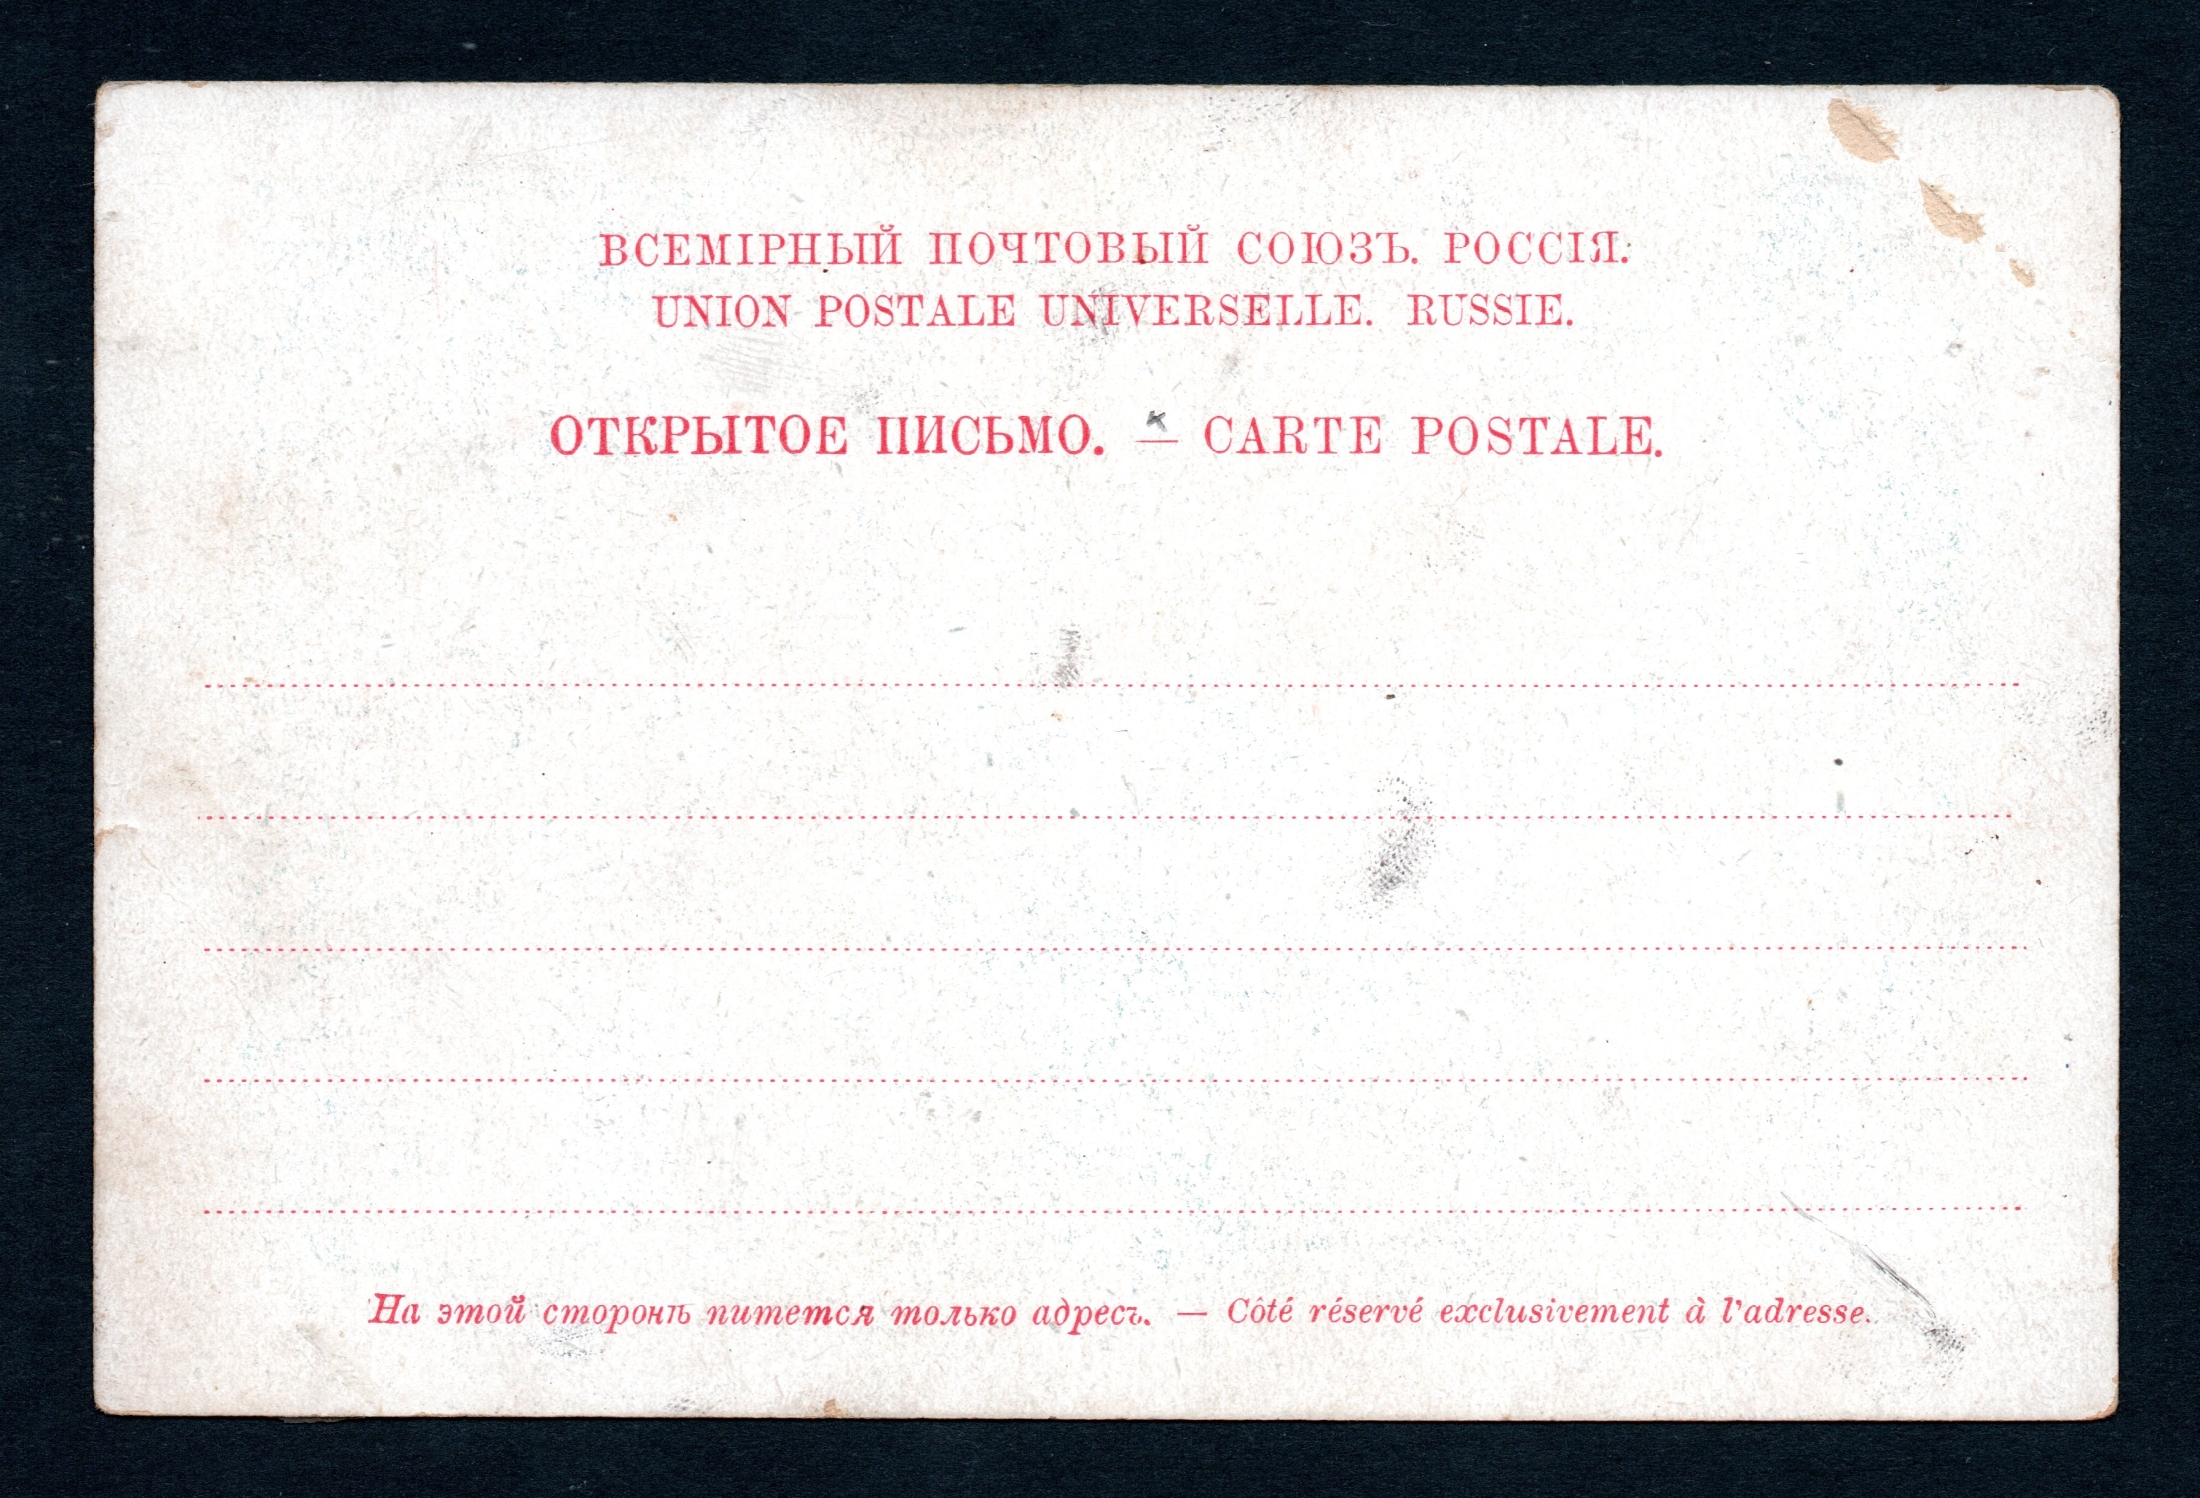 ВСЕМІРНЫЙ ПОЧТОВЫЙ СОЮЗЪ. РОССІЯ.
UNION POSTALE UNIVERSELLE. RUSSIE.
ОТКРЫТОЕ ПИСЬМО. — CARTE POSTALE.
На этой сторонѣ пишется только адресъ. — Côté réservé exclusivement à l'adresse.